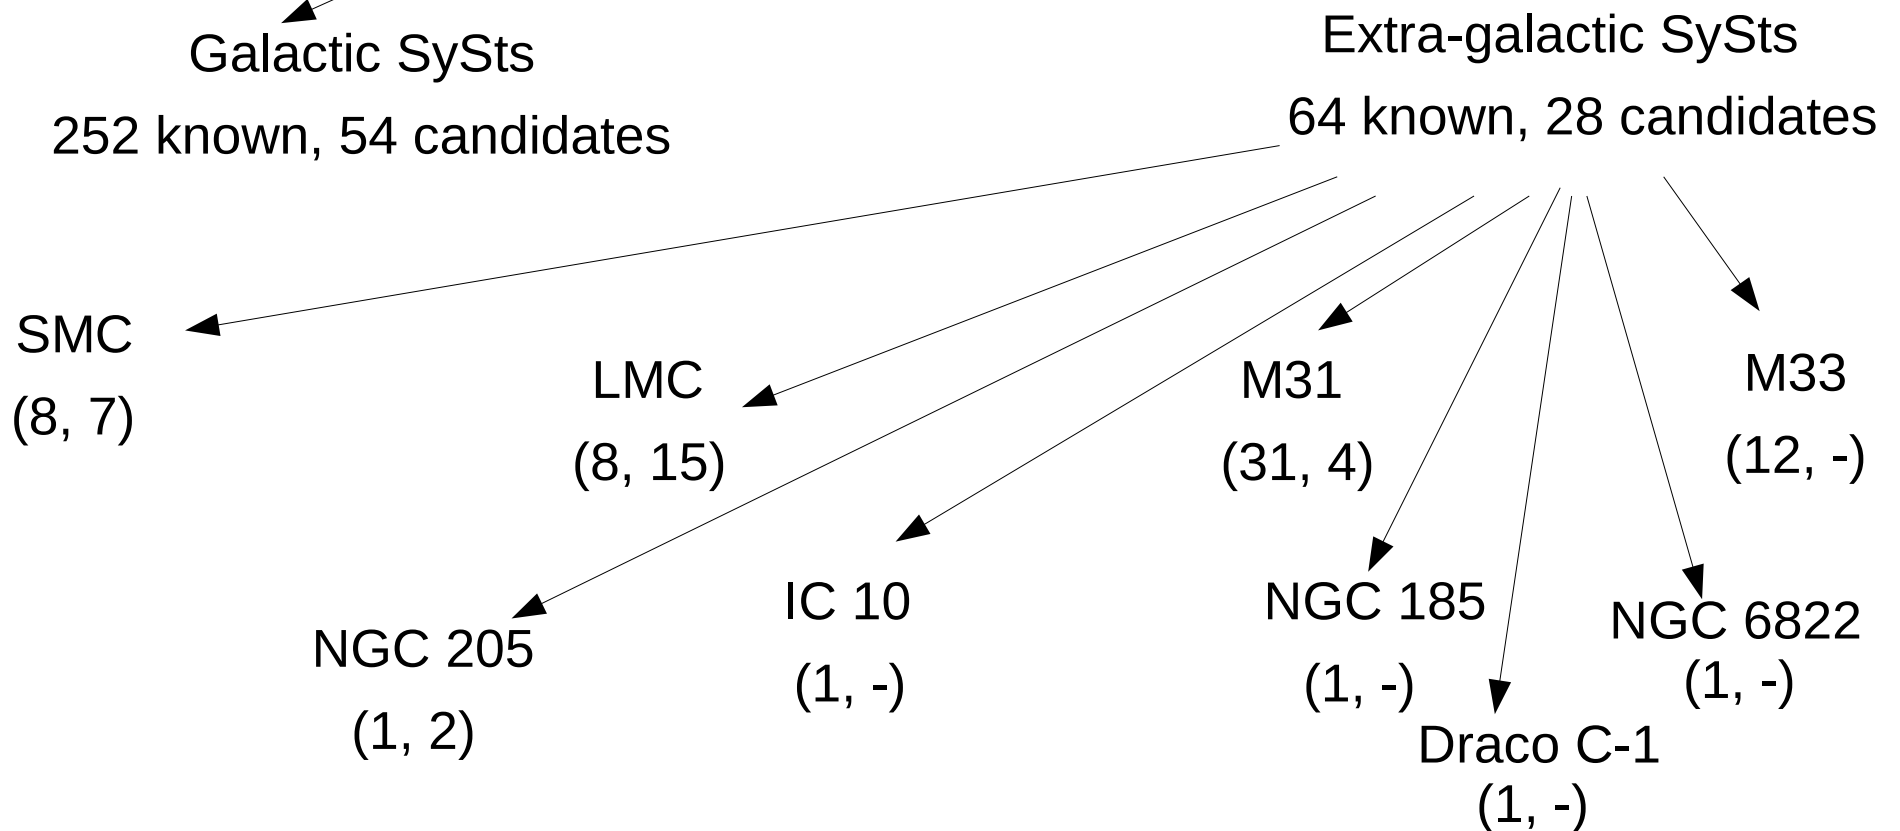 Galactic SySts
252 known, 54 candidates
Extra-galactic SySts
64 known, 28 candidates
SMC
(8, 7)
LMC
(8, 15)
M31
(31, 4)
M33
(12, -)
NGC 205
(1, 2)
IC 10
(1, -)
NGC 185
(1, -)
Draco C-1
(1, -)
NGC 6822
(1, -)